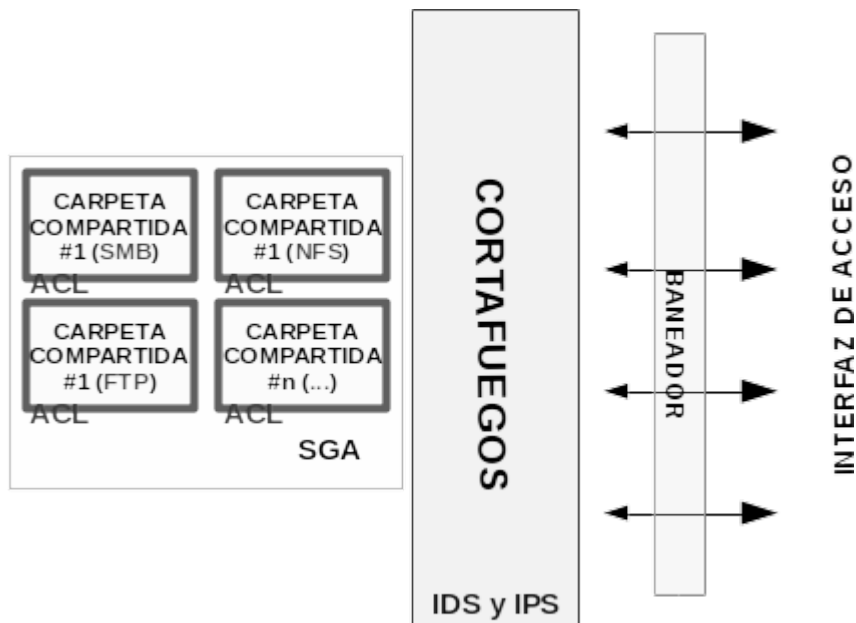 CARPETA
COMPARTIDA
#1 (SMB)
ACL
CARPETA
COMPARTIDA
#1 (NFS)
ACL
CARPETA
COMPARTIDA
#1 (FTP)
ACL
CARPETA
COMPARTIDA
#n (...)
ACL
SGA
CORTAFUEGOS
IDS y IPS
BANEADOR
INTERFAZ DE ACCESO